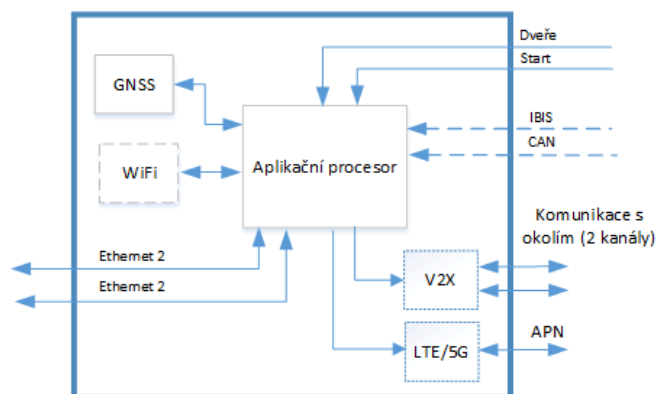 Dveře
Start
GNSS
IBIS
CAN
WiFi
Aplikační procesor
Komunikace s
okolím (2 kanály)
Ethernet 2
Ethernet 2
V2X
APN
LTE/5G